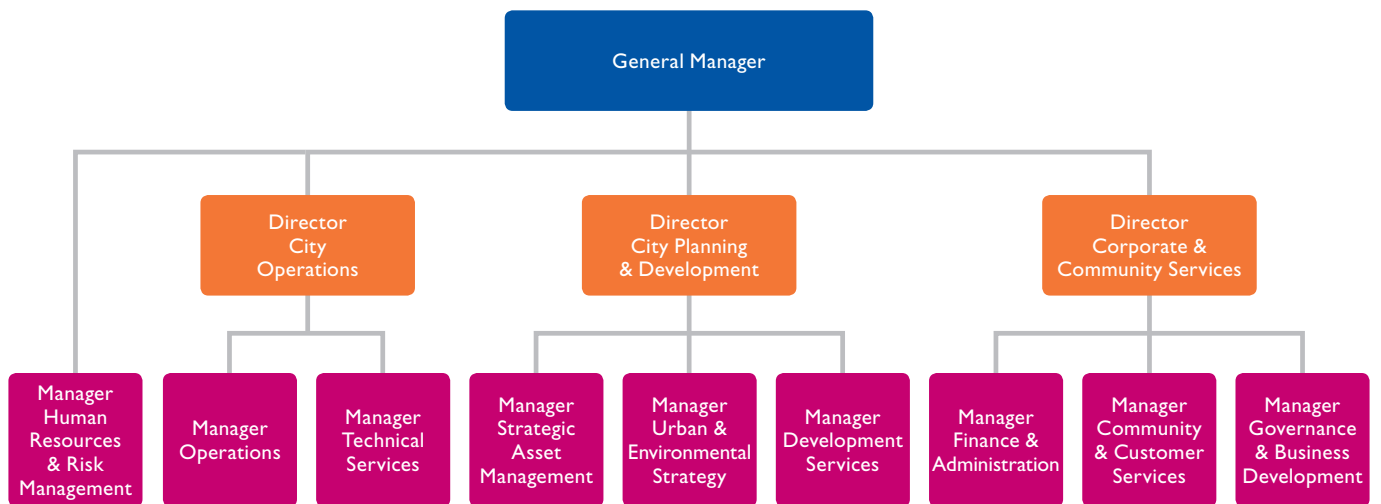 General Manager
Director
City
Operations
Director
City Planning
& Development
Director
Corporate &
Community Services
Manager
Human
Resources
& Risk
Management
Manager
Operations
Manager
Technical
Services
Manager
Strategic
Asset
Management
Manager
Urban &
Environmental
Strategy
Manager
Development
Services
Manager
Finance &
Administration
Manager
Community
& Customer
Services
Manager
Governance
& Business
Development